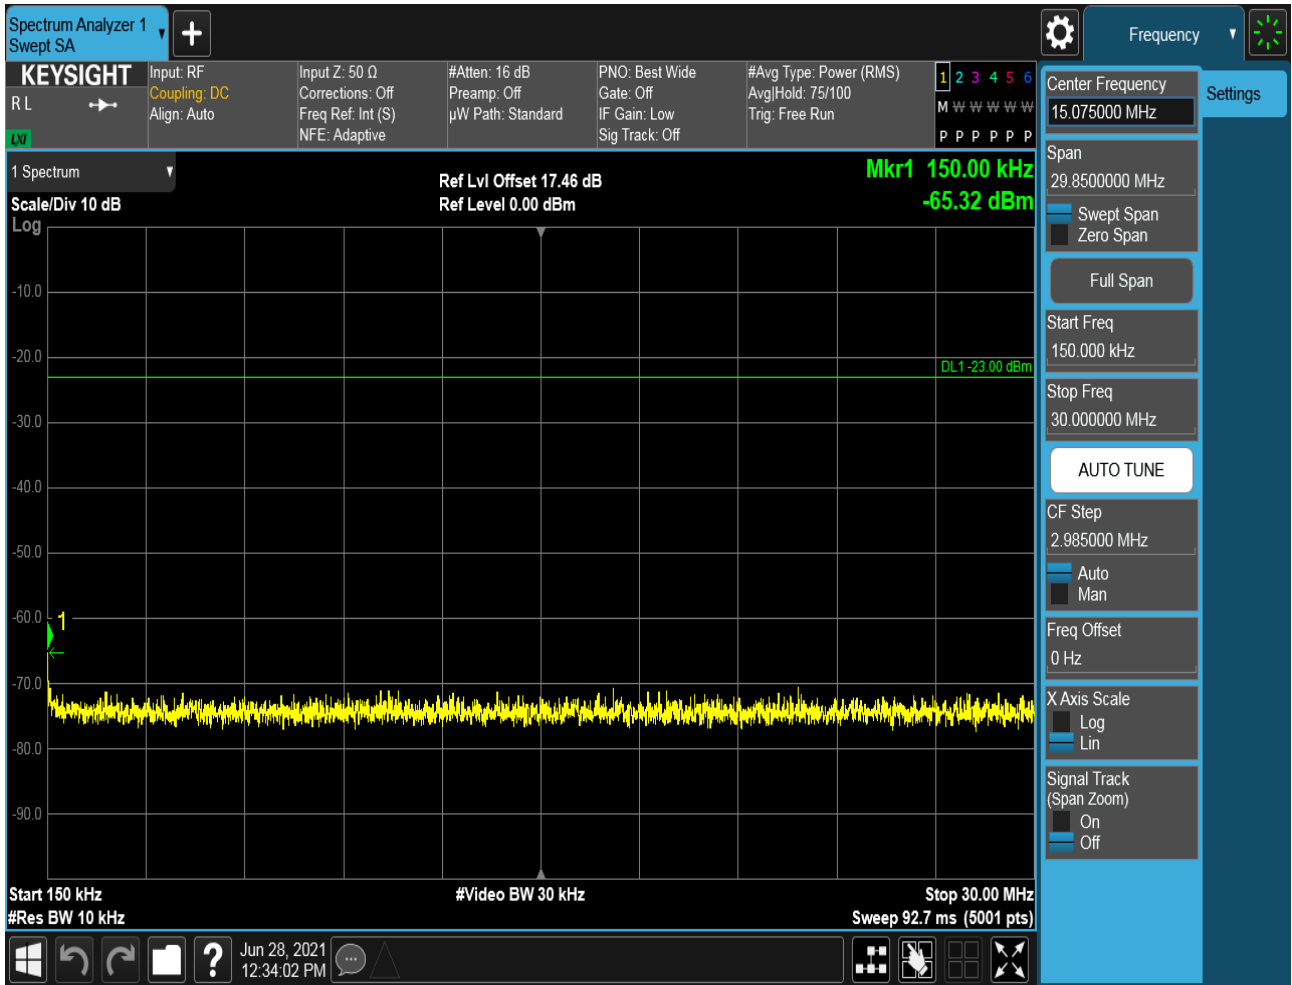 Spectrum Analyzer 1
Swept SA
Frequency
KEYSIGHT
R L
LXI
Input: RF
Coupling: DC
Align: Auto
Input Z: 50 Ω
Corrections: Off
Freq Ref: Int (S)
NFE: Adaptive
#Atten: 16 dB
Preamp: Off
µW Path: Standard
PNO: Best Wide
Gate: Off
IF Gain: Low
Sig Track: Off
#Avg Type: Power (RMS)
Avg|Hold: 75/100
Trig: Free Run
1 2 3 4 5 6
M W W W W W
P P P P P P
1 Spectrum
Scale/Div 10 dB
Log
Ref Lvl Offset 17.46 dB
Ref Level 0.00 dBm
Mkr1 150.00 kHz
-65.32 dBm
-10.0
-20.0
DL1 -23.00 dBm
-30.0
-40.0
-50.0
-60.0
1
-70.0
-80.0
-90.0
Start 150 kHz
#Video BW 30 kHz
Stop 30.00 MHz
#Res BW 10 kHz
Sweep 92.7 ms (5001 pts)
Center Frequency
15.075000 MHz
Settings
Span
29.8500000 MHz
Swept Span
Zero Span
Full Span
Start Freq
150.000 kHz
Stop Freq
30.000000 MHz
AUTO TUNE
CF Step
2.985000 MHz
Auto
Man
Freq Offset
0 Hz
X Axis Scale
Log
Lin
Signal Track
(Span Zoom)
On
Off
?
Jun 28, 2021
12:34:02 PM